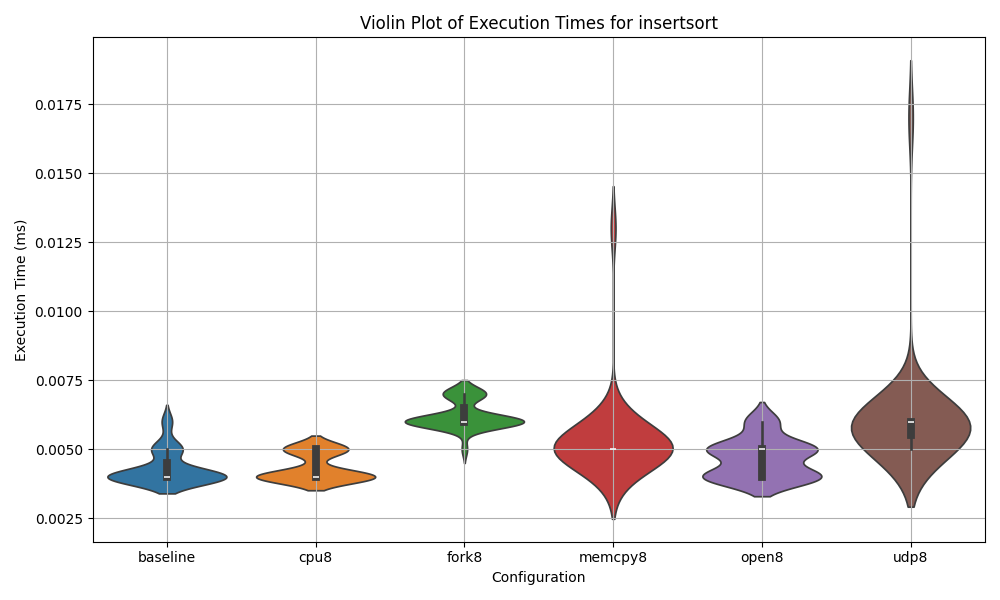 Violin Plot of Execution Times for insertsort
Execution Time (ms)
0.0175
0.0150
0.0125
0.0100
0.0075
0.0050
0.0025
baseline cpu8 fork8 memcpy8 open8 udp8
Configuration